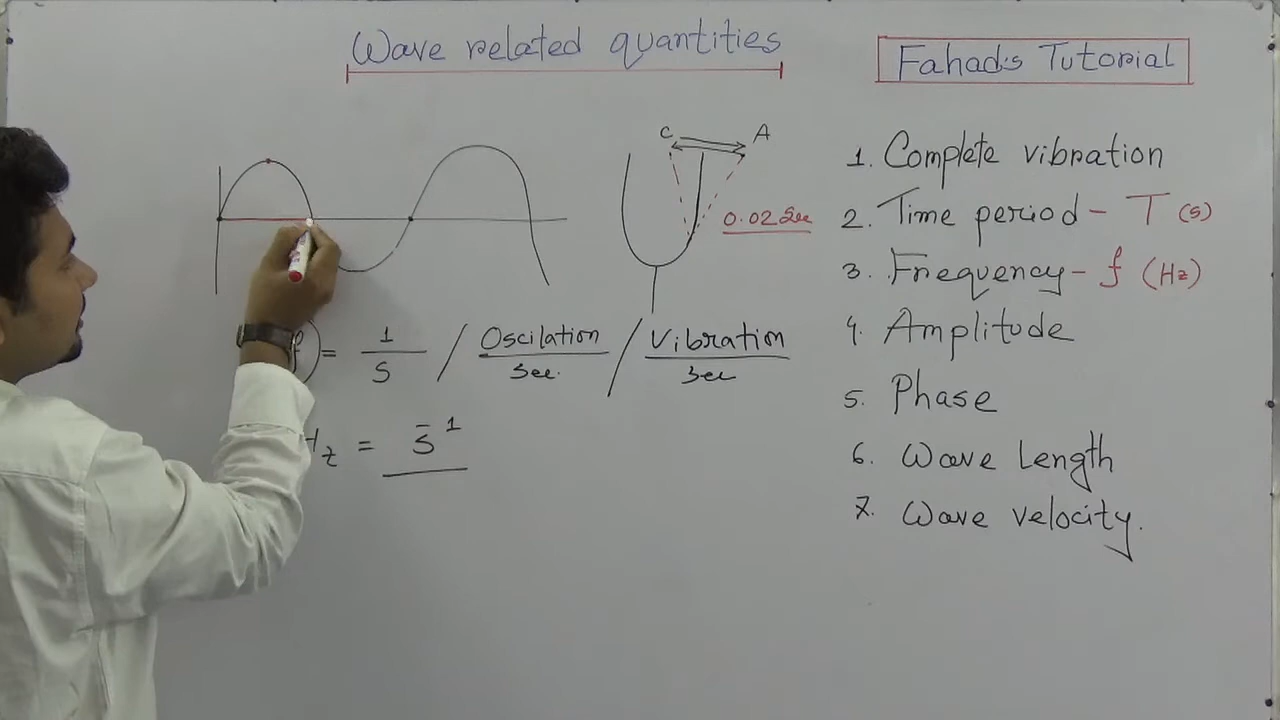 Wave related quantities
Fahad's Tutorial
C A
0.02 Sec
1. Complete vibration
2. Time period - T (s)
3. Frequency - f (Hz)
4. Amplitude
5. Phase
6. Wave Length
7. Wave velocity.
f) = 1/S / Oscilation/Sec. / Vibration/Sec
Hz = S⁻¹